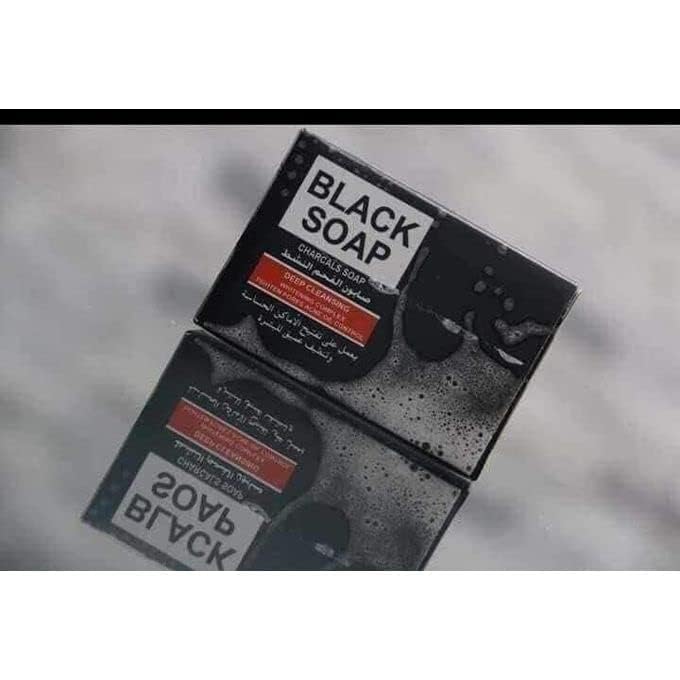 BLACK
SOAP
CHARCALS SOAP
صابون الفحم النشط
DEEP CLEANSING
WHITENING COMPLEX
TIGHTEN PORES ACNE OIL CONTROL
يعمل على تفتيح الأماكن الحساسة
وتنظيف عميق للبشرة